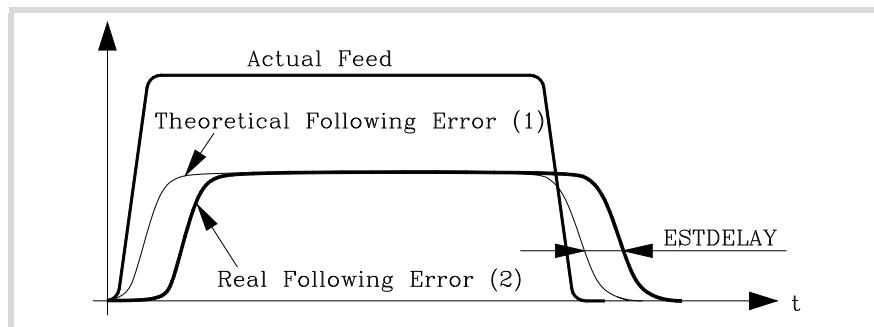 Actual Feed
Theoretical Following Error (1)
ESTDELAY
Real Following Error (2)
t